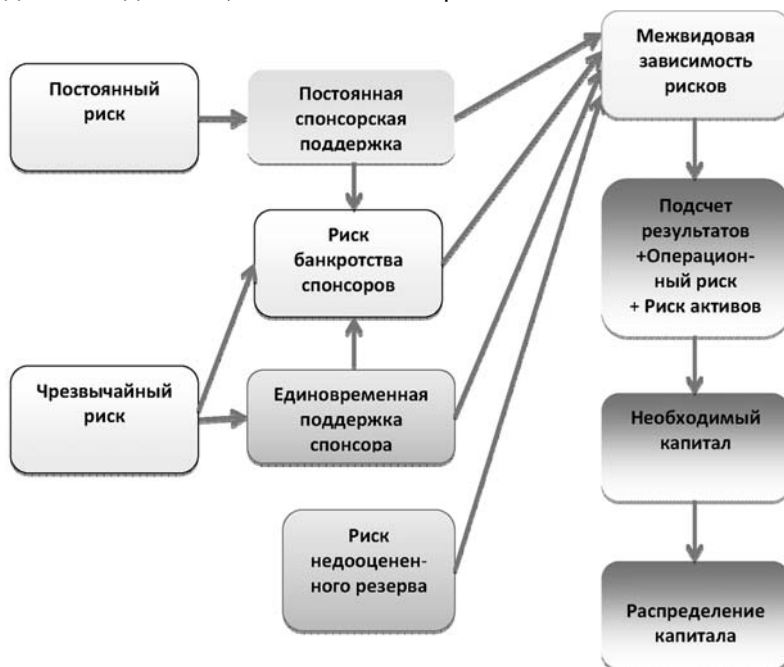 Межвидовая
зависимость
рисков
Постоянный
риск
Постоянная
спонсорская
поддержка
Риск
банкротства
спонсоров
Подсчет
результатов
+Операцион-
ный риск
+ Риск активов
Чрезвычайный
риск
Единовременная
поддержка
спонсора
Необходимый
капитал
Риск
недооценен-
ного резерва
Распределение
капитала